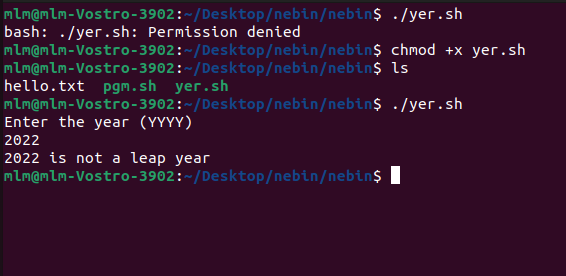 mlm@mlm-Vostro-3902:~/Desktop/nebin/nebin$ ./yer.sh
bash: ./yer.sh: Permission denied
mlm@mlm-Vostro-3902:~/Desktop/nebin/nebin$ chmod +x yer.sh
mlm@mlm-Vostro-3902:~/Desktop/nebin/nebin$ ls
hello.txt  pgm.sh  yer.sh
mlm@mlm-Vostro-3902:~/Desktop/nebin/nebin$ ./yer.sh
Enter the year (YYYY)
2022
2022 is not a leap year
mlm@mlm-Vostro-3902:~/Desktop/nebin/nebin$